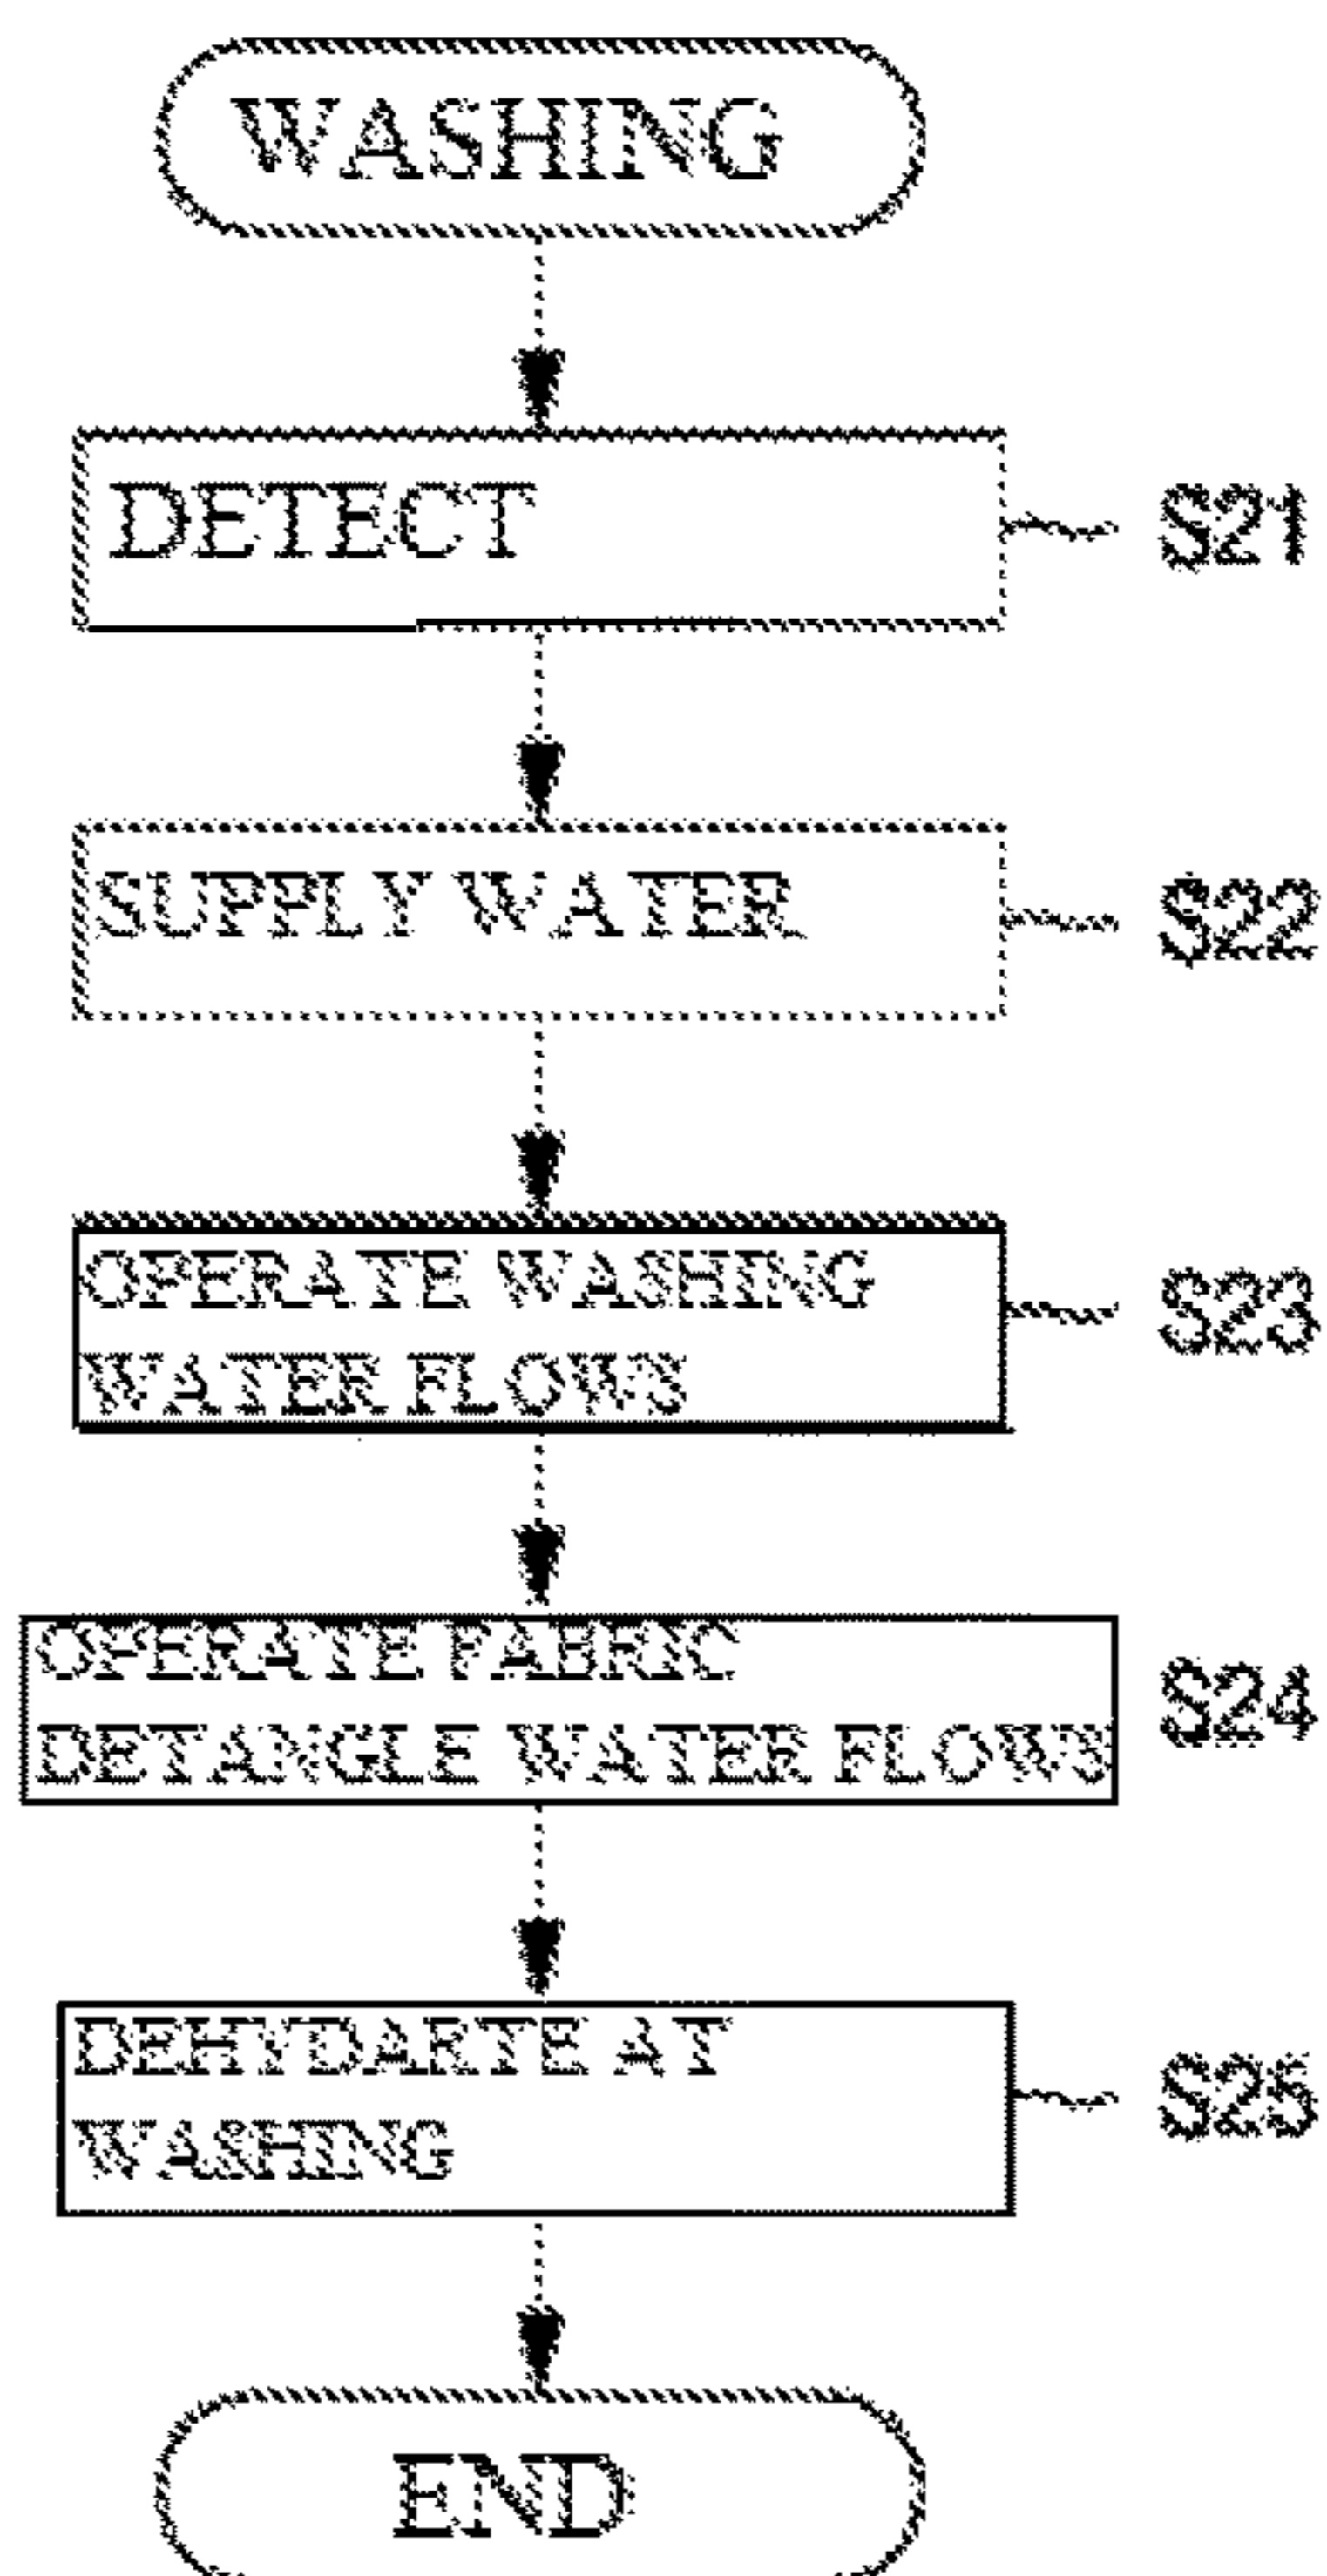 WASHING
DETECT
S21
SUPPLY WATER
S22
OPERATE WASHING
WATER FLOWS
S23
OPERATE FABRIC
DETANGLE WATER FLOWS
S24
DEHYDARTE AT
WASHING
S25
END